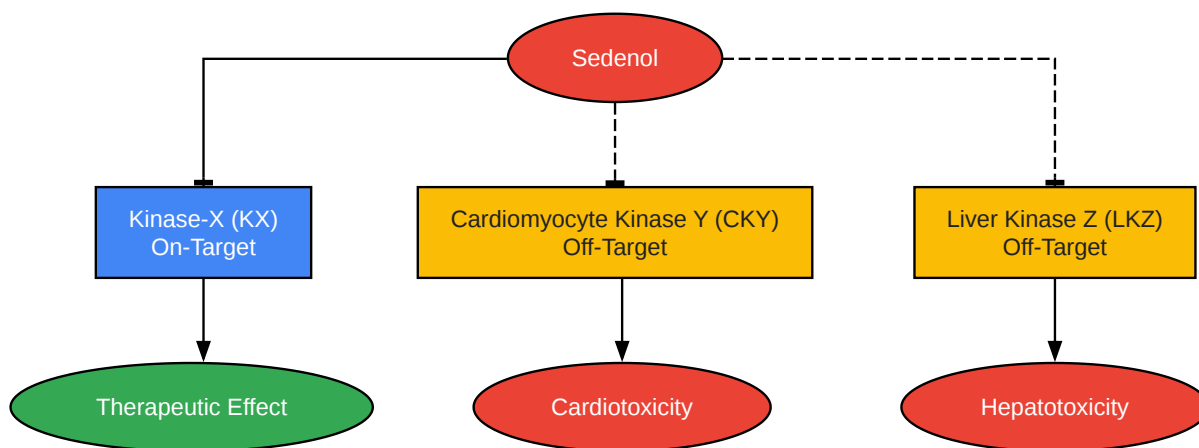 Sedenol
Kinase-X (KX)
On-Target
Cardiomyocyte Kinase Y (CKY)
Off-Target
Liver Kinase Z (LKZ)
Off-Target
Therapeutic Effect
Cardiotoxicity
Hepatotoxicity